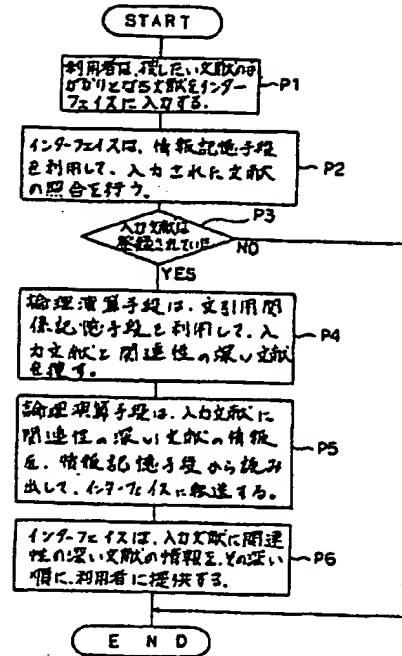 START
利用者は、探したい文献の手
がかりとなる文献をインター
フェイスに入力する。
P1
インターフェイスは、情報記憶手段
を利用して、入力された文献
の照合を行う。
P2
P3
入力文献は
登録されていた
NO
YES
論理演算手段は、文引用関
係記憶手段を利用して、入
力文献と関連性の深い文献
を捜す。
P4
論理演算手段は、入力文献に
関連性の深い文献の情報
を、情報記憶手段から読み
出して、インターフェイスに転送する。
P5
インターフェイスは、入力文献に関連
性の深い文献の情報を、その深い
順に、利用者に提供する。
P6
END